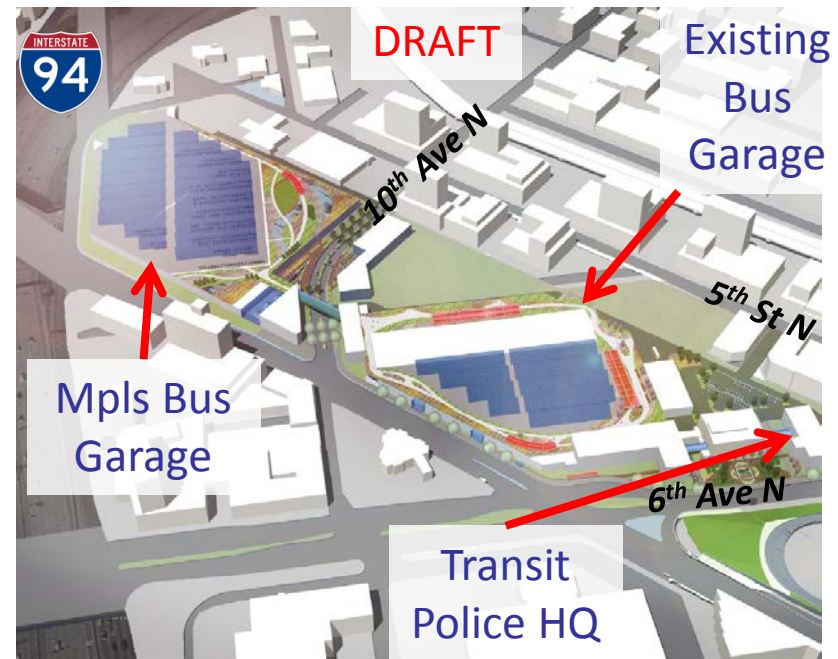 INTERSTATE
94
DRAFT
Existing
Bus
Garage
10th Ave N
5th St N
Mpls Bus
Garage
6th Ave N
Transit
Police HQ